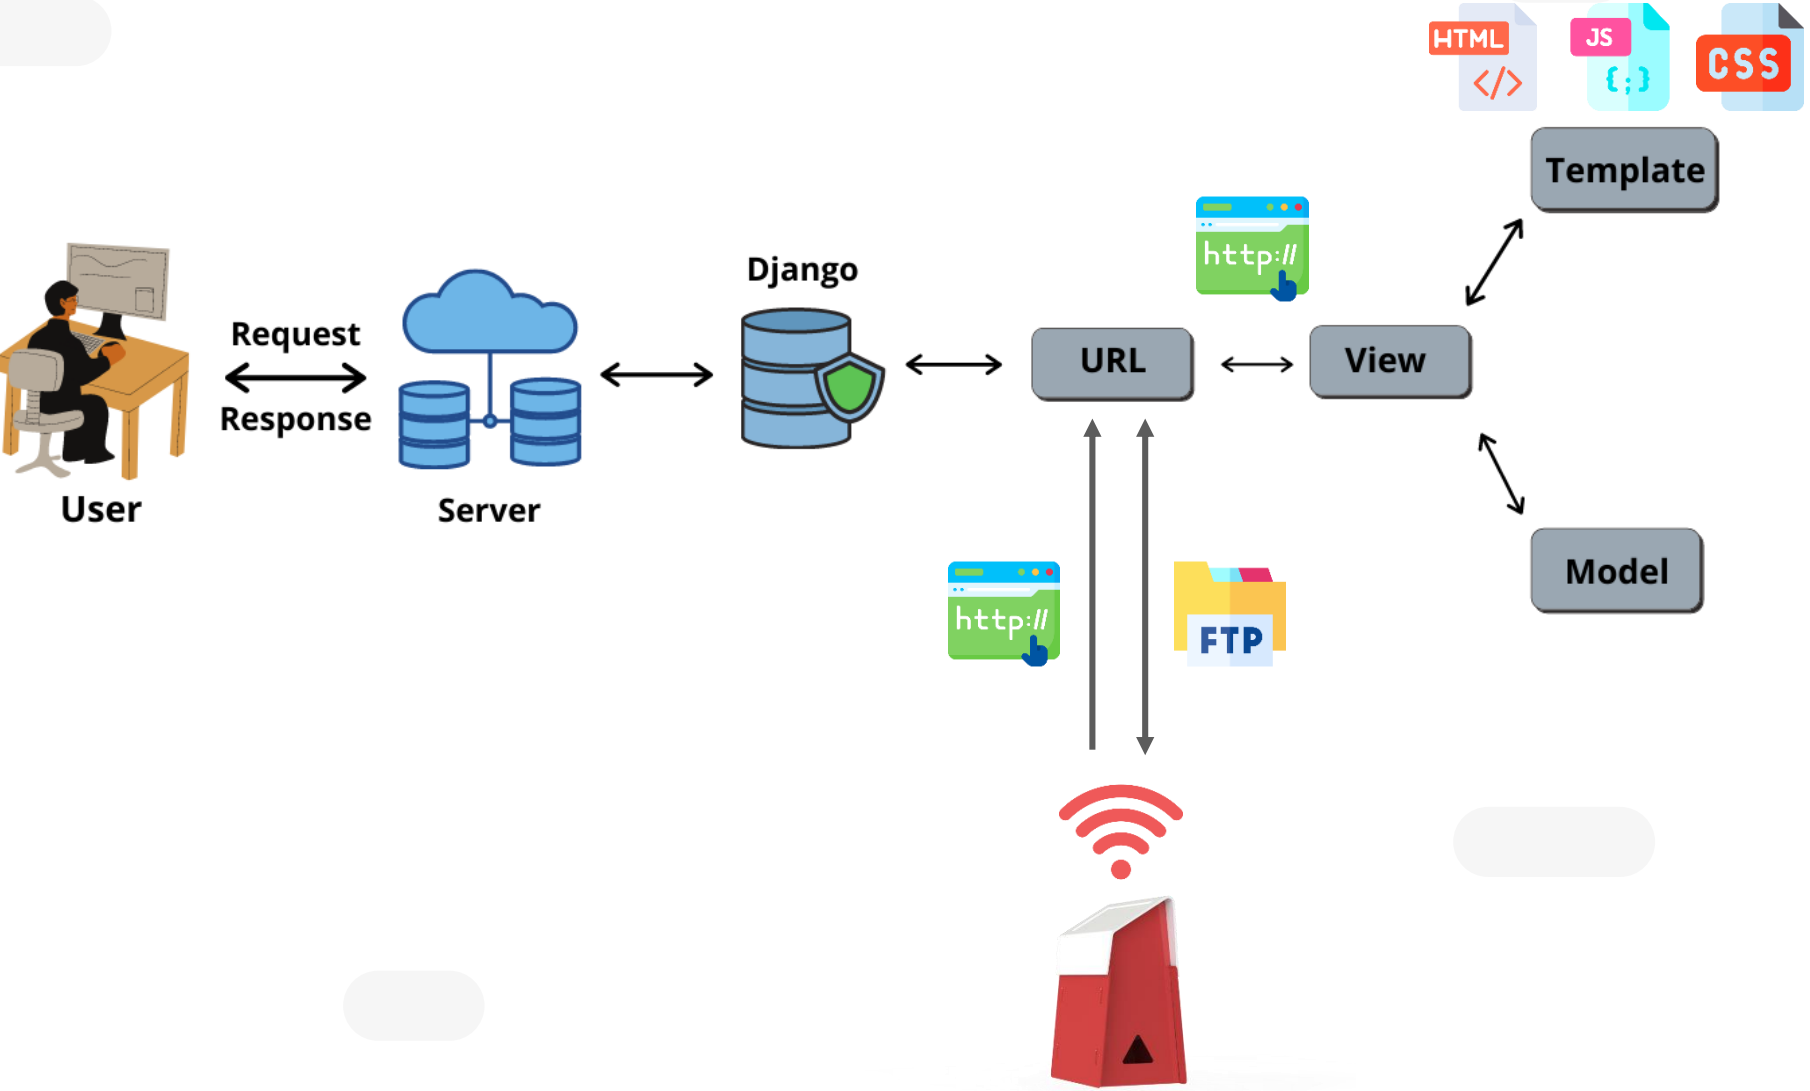 HTML
</>
JS
{;}
CSS
Template
http://
Django
Request
Response
URL
View
User
Server
http://
FTP
Model